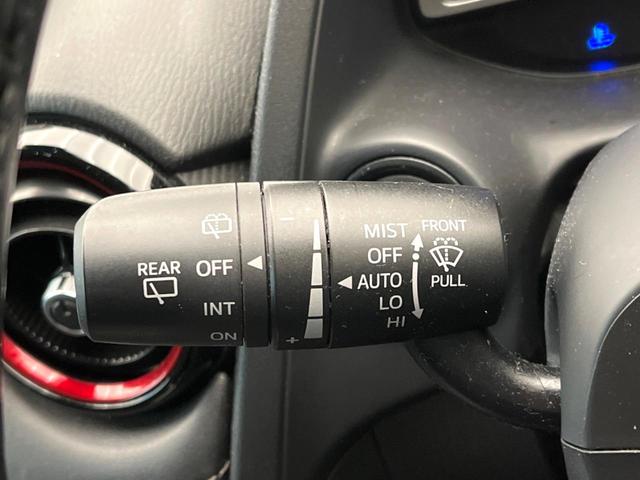 REAR
OFF
INT
ON
−
+
MIST
OFF
AUTO
LO
HI
FRONT
PULL